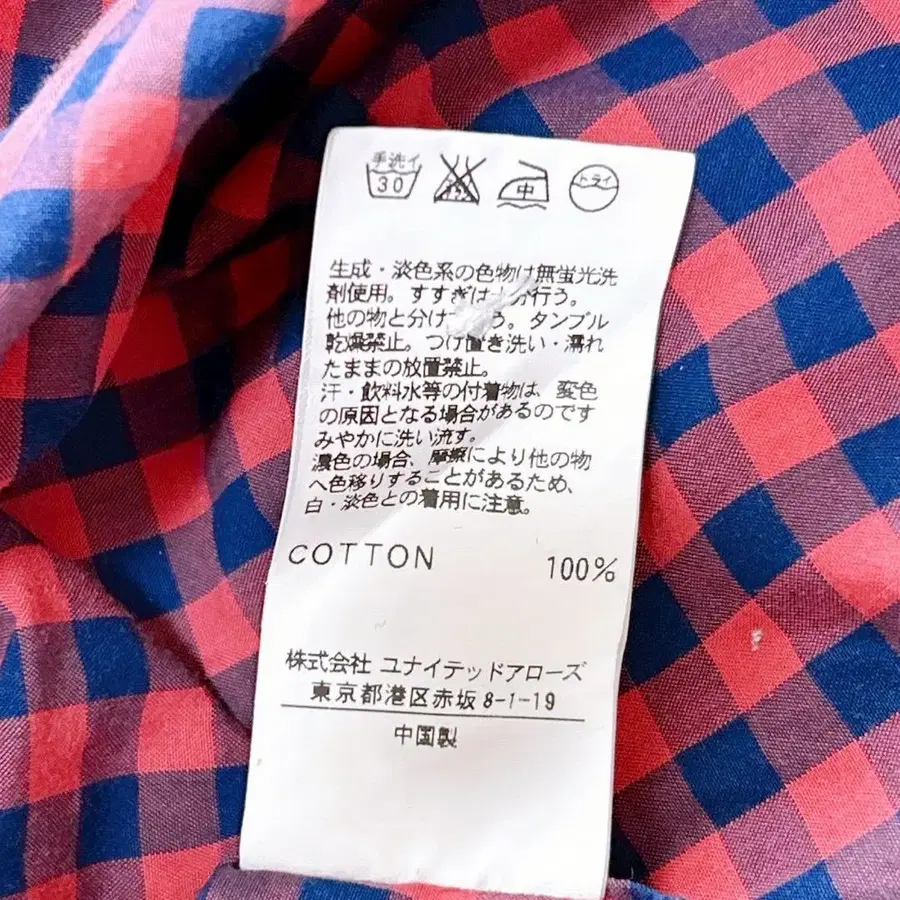 手洗イ 30 中 ドライ
生成・淡色系の色物は無蛍光洗
剤使用。すすぎは十分行う。
他の物と分け う。タンブル
乾燥禁止。つけ置き洗い・濡れ
たままの放置禁止。
汗・飲料水等の付着物は、変色
の原因となる場合があるのです
みやかに洗い流す。
濃色の場合、摩擦により他の物
へ色移りすることがあるため、
白・淡色との着用に注意。
COTTON 100%
株式会社 ユナイテッドアローズ
東京都港区赤坂8-1-19
中国製